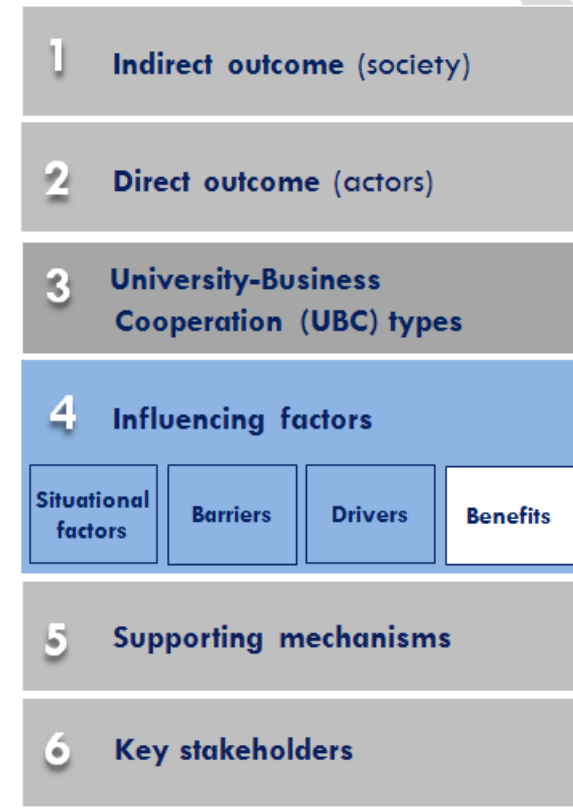 1 Indirect outcome (society)
2 Direct outcome (actors)
3 University-Business
Cooperation (UBC) types
4 Influencing factors
Situational
factors
Barriers
Drivers
Benefits
5 Supporting mechanisms
6 Key stakeholders